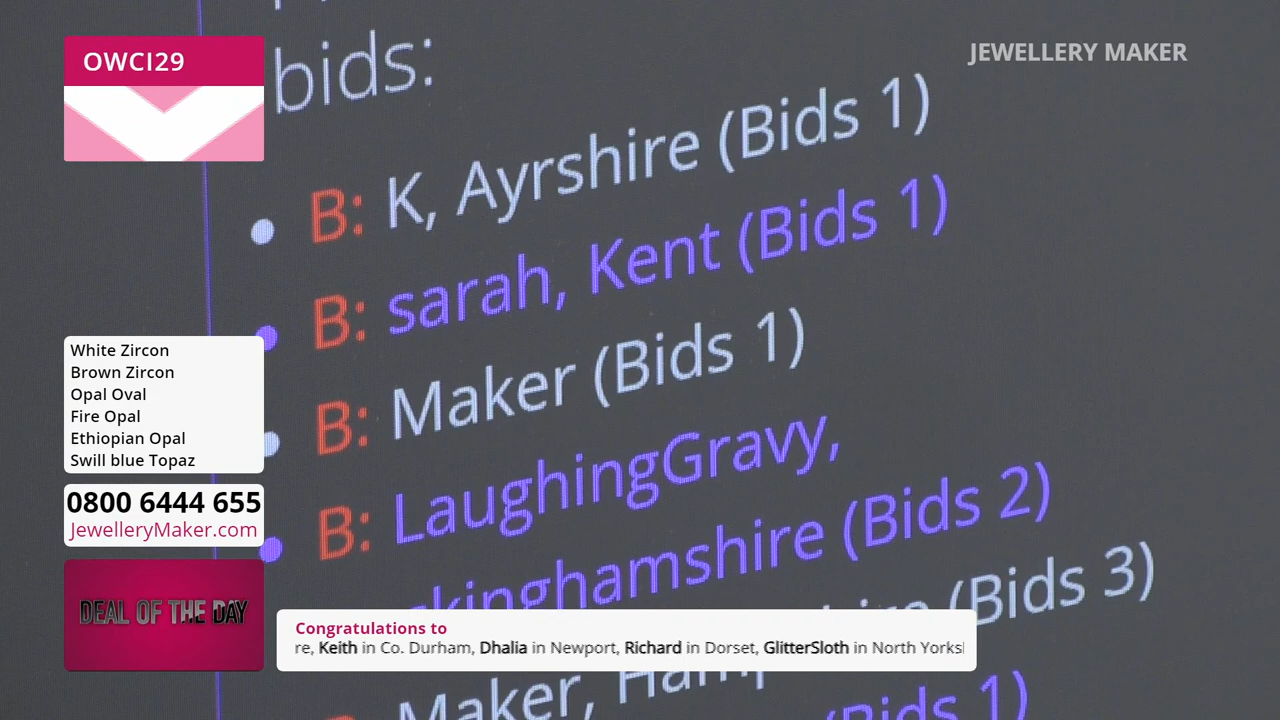 OWCI29
JEWELLERY MAKER
bids:
B: K, Ayrshire (Bids 1)
B: sarah, Kent (Bids 1)
B: Maker (Bids 1)
B: LaughingGravy,
(Bids 2)
(Bids 3)
Maker,
(Bids 1)
White Zircon
Brown Zircon
Opal Oval
Fire Opal
Ethiopian Opal
Swill blue Topaz
0800 6444 655
JewelleryMaker.com
DEAL OF THE DAY
Congratulations to
re, Keith in Co. Durham, Dhalia in Newport, Richard in Dorset, GlitterSloth in North Yorks